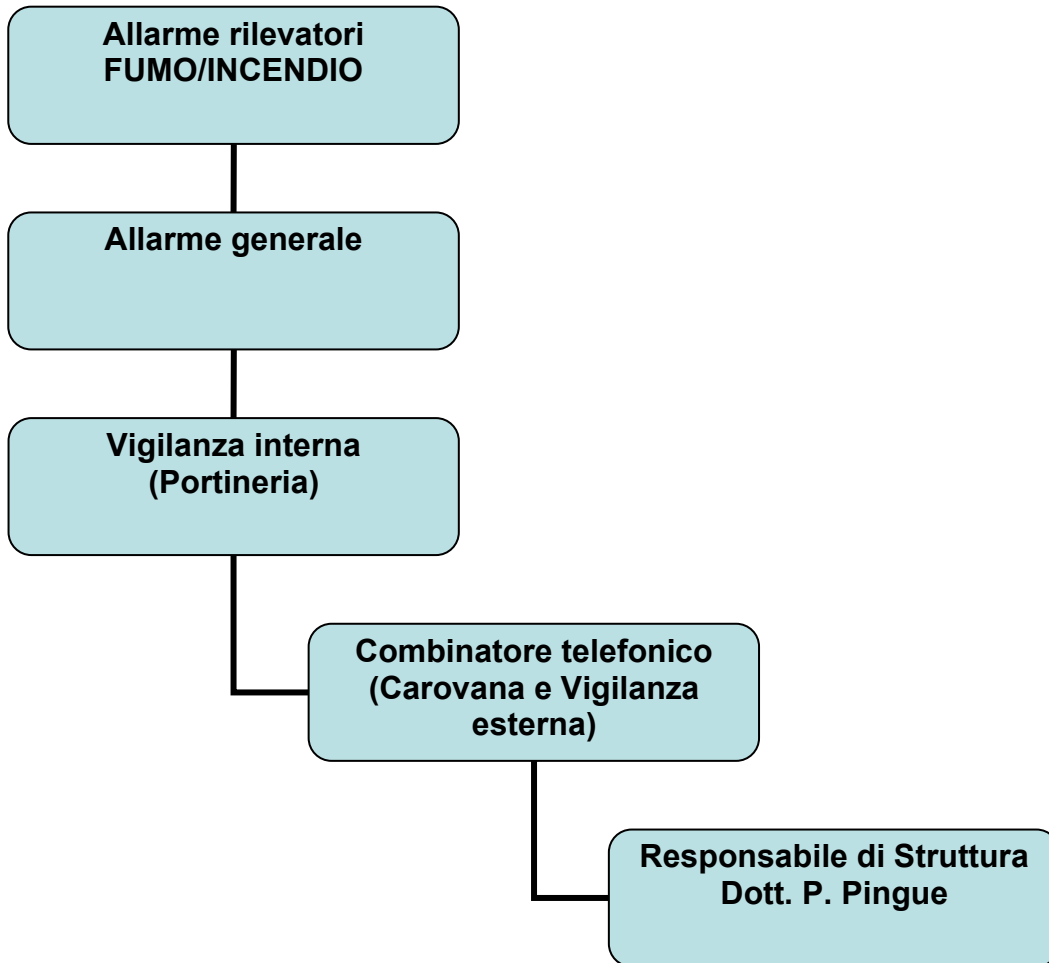 Allarme rilevatori
FUMO/INCENDIO
Allarme generale
Vigilanza interna
(Portineria)
Combinatore telefonico
(Carovana e Vigilanza
esterna)
Responsabile di Struttura
Dott. P. Pingue